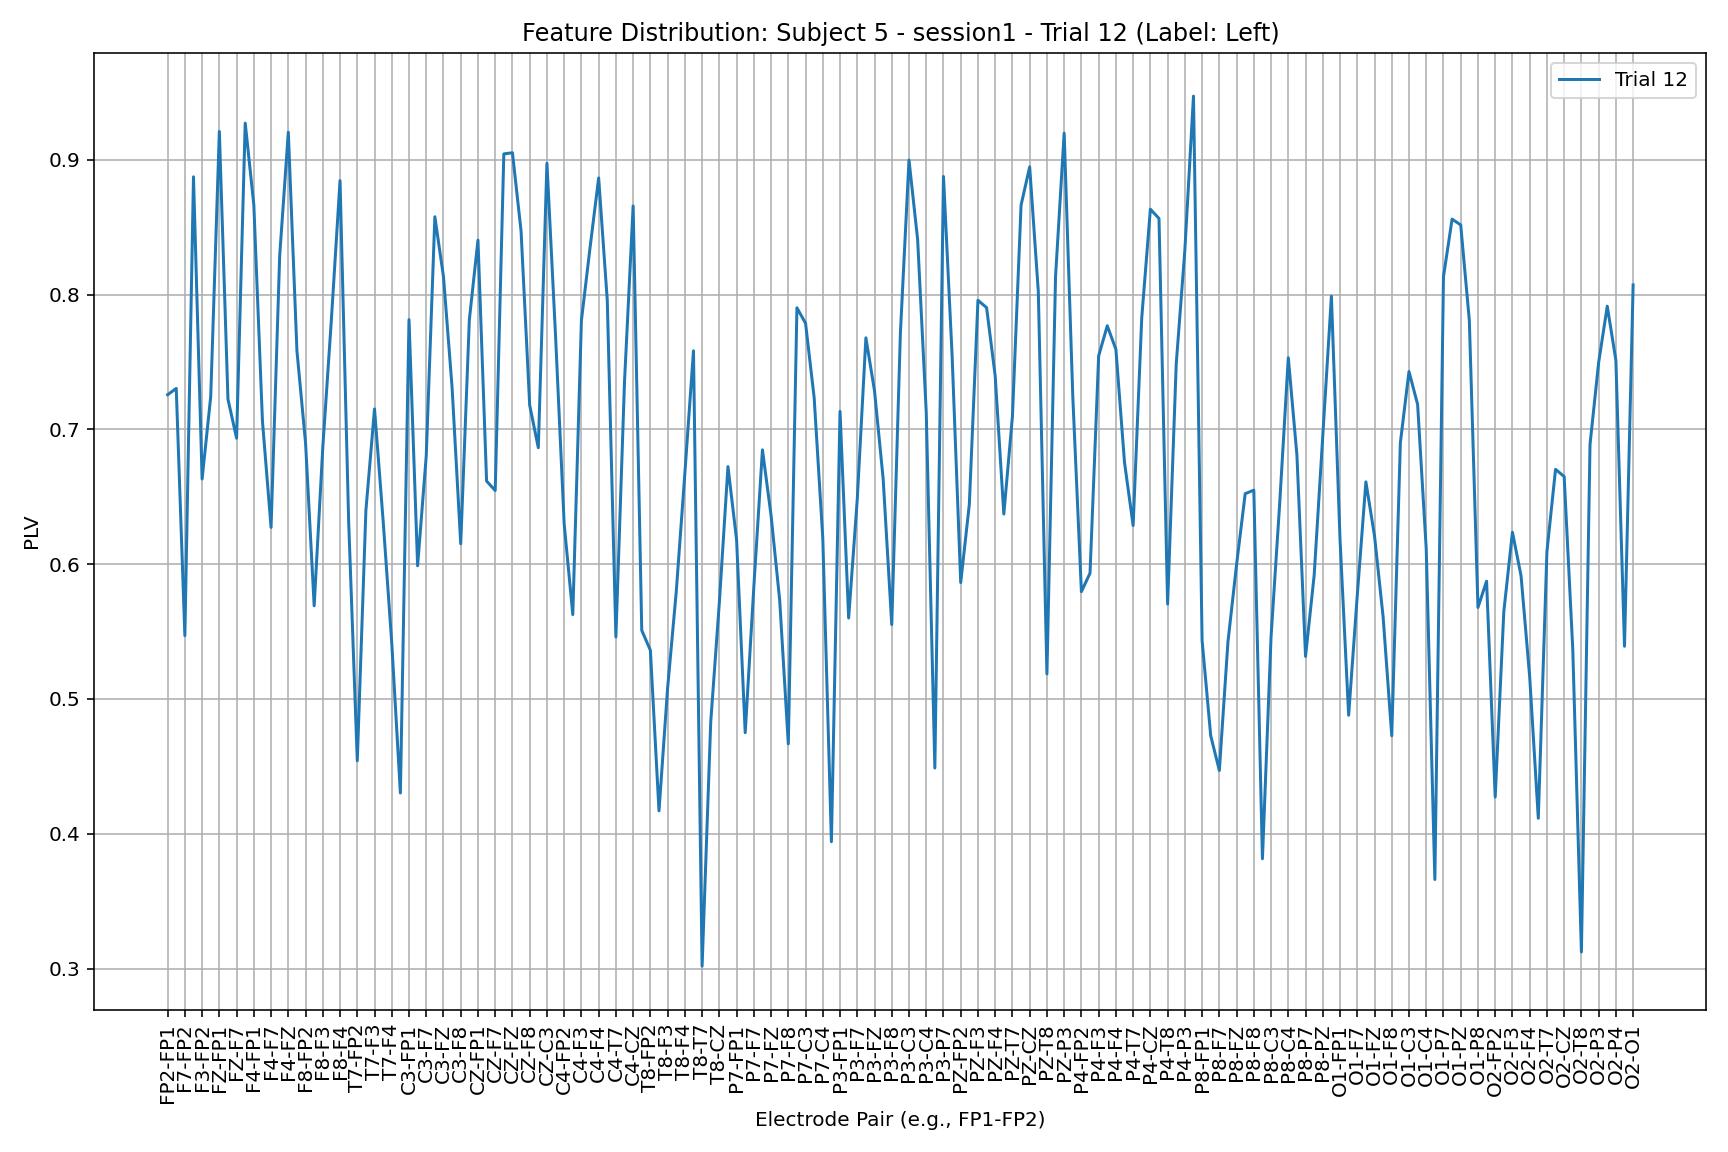 Feature Distribution: Subject 5 - session1 - Trial 12 (Label: Left)
Trial 12
PLV
0.9
0.8
0.7
0.6
0.5
0.4
0.3
FP2-FP1
F7-FP2
F3-FP2
FZ-FP1
FZ-F7
F4-FP1
F4-F7
F4-FZ
F8-FP2
F8-F3
F8-F4
T7-FP2
T7-F3
T7-F4
C3-FP1
C3-F7
C3-FZ
C3-F8
CZ-FP1
CZ-F7
CZ-FZ
CZ-F8
CZ-C3
C4-FP2
C4-F3
C4-F4
C4-T7
C4-CZ
T8-FP2
T8-F3
T8-F4
T8-T7
T8-CZ
P7-FP1
P7-F7
P7-FZ
P7-F8
P7-C3
P7-C4
P3-FP1
P3-F7
P3-FZ
P3-F8
P3-C3
P3-C4
P3-P7
PZ-FP2
PZ-F3
PZ-F4
PZ-T7
PZ-CZ
PZ-T8
PZ-P3
P4-FP2
P4-F3
P4-F4
P4-T7
P4-CZ
P4-T8
P4-P3
P8-FP1
P8-F7
P8-FZ
P8-F8
P8-C3
P8-C4
P8-P7
P8-PZ
O1-FP1
O1-F7
O1-FZ
O1-F8
O1-C3
O1-C4
O1-P7
O1-PZ
O1-P8
O2-FP2
O2-F3
O2-F4
O2-T7
O2-CZ
O2-T8
O2-P3
O2-P4
O2-O1
Electrode Pair (e.g., FP1-FP2)